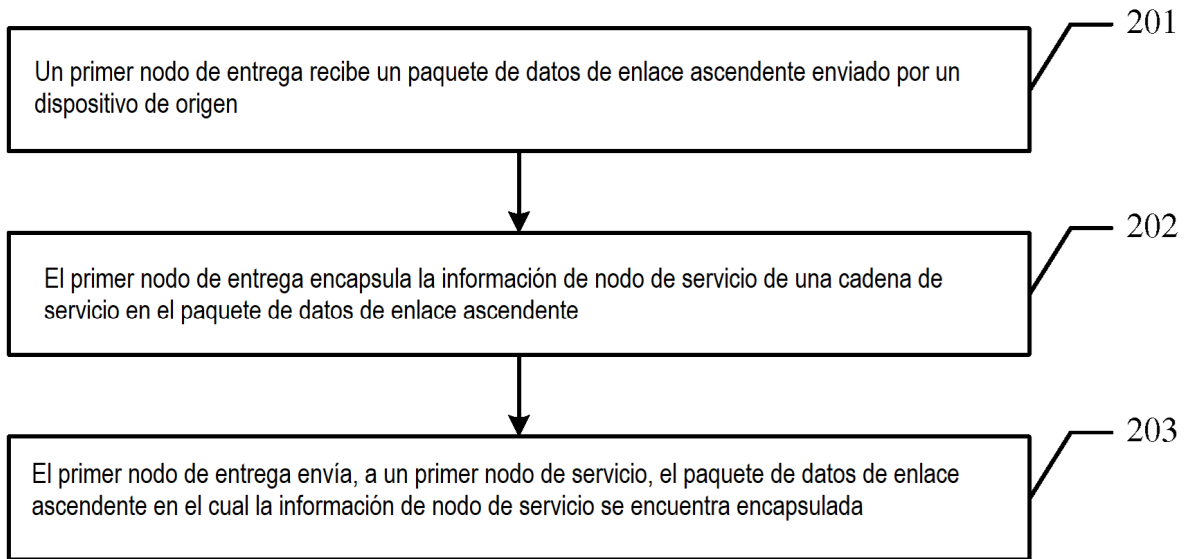 201
Un primer nodo de entrega recibe un paquete de datos de enlace ascendente enviado por un
dispositivo de origen
202
El primer nodo de entrega encapsula la información de nodo de servicio de una cadena de
servicio en el paquete de datos de enlace ascendente
203
El primer nodo de entrega envía, a un primer nodo de servicio, el paquete de datos de enlace
ascendente en el cual la información de nodo de servicio se encuentra encapsulada